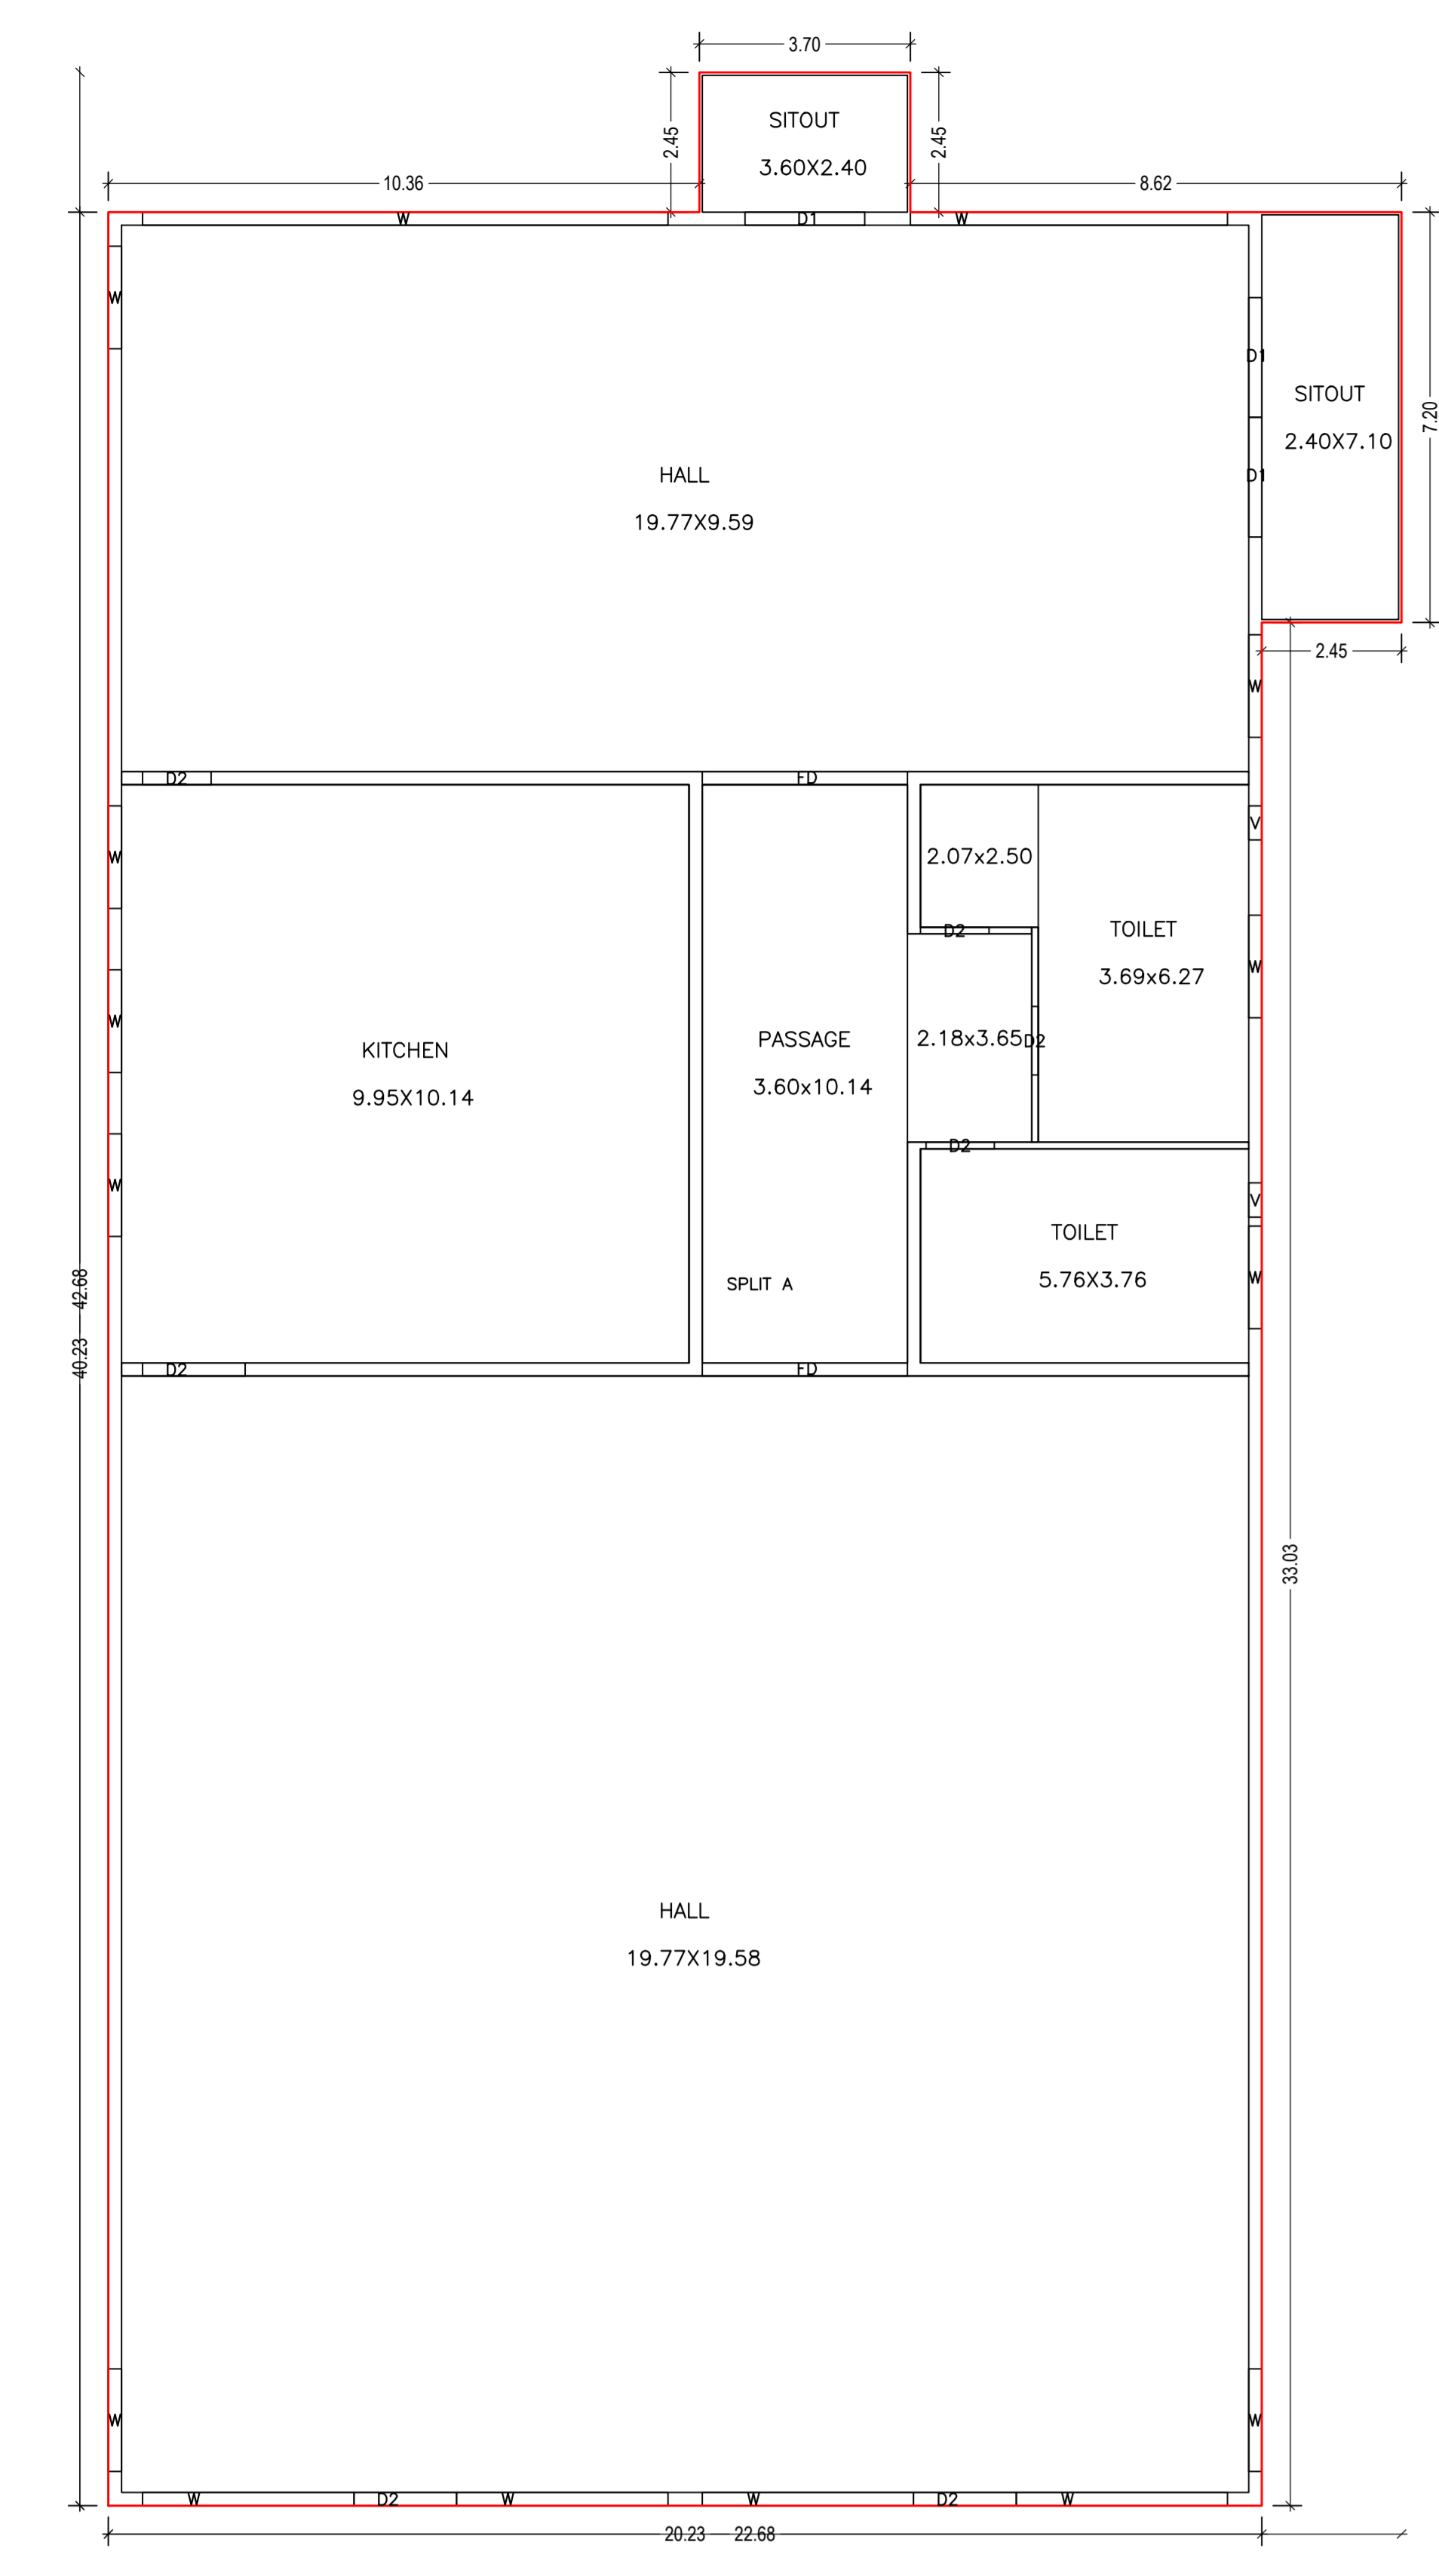 3.70
SITOUT
3.60X2.40
2.45
2.45
10.36
8.62
W
D1
W
W
D1
SITOUT
2.40X7.10
7.20
D1
HALL
19.77X9.59
2.45
W
D2
FD
V
2.07x2.50
W
D2
TOILET
3.69x6.27
W
W
KITCHEN
9.95X10.14
PASSAGE
3.60x10.14
2.18x3.65
D2
D2
W
V
TOILET
5.76X3.76
W
SPLIT A
42.68
40.23
D2
FD
33.03
HALL
19.77X19.58
W
W
W
D2
W
W
D2
W
20.23
22.68